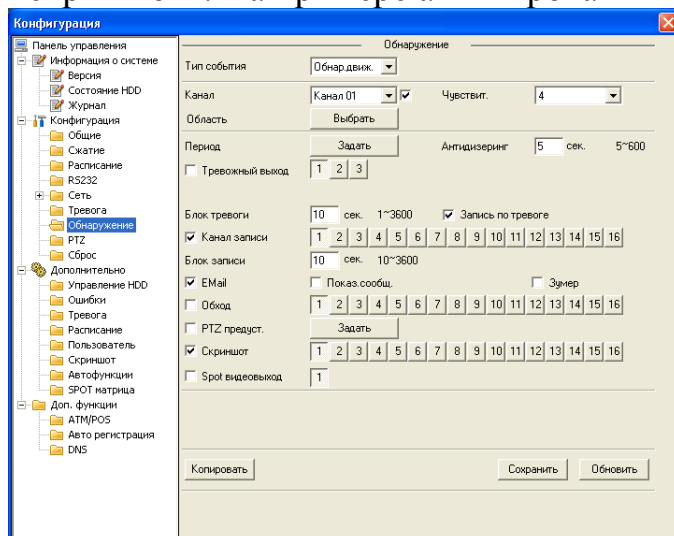 Конфигурация
Панель управления
Информация о системе
Версия
Состояние HDD
Журнал
Конфигурация
Общие
Сжатие
Расписание
RS232
Сеть
Тревога
Обнаружение
PTZ
Сброс
Дополнительно
Управление HDD
Ошибки
Тревога
Расписание
Пользователь
Скриншот
Автофункции
SPOT матрица
Доп. функции
ATM/POS
Авто регистрация
DNS
Обнаружение
Тип события Обнар.движ.
Канал Канал 01 Чувствит. 4
Область Выбрать
Период Задать Антидизеринг 5 сек. 5~600
Тревожный выход 1 2 3
Блок тревоги 10 сек. 1~3600 Запись по тревоге
Канал записи 1 2 3 4 5 6 7 8 9 10 11 12 13 14 15 16
Блок записи 10 сек. 10~3600
EMail Показ.сообщ. Зумер
Обход 1 2 3 4 5 6 7 8 9 10 11 12 13 14 15 16
PTZ предуст. Задать
Скриншот 1 2 3 4 5 6 7 8 9 10 11 12 13 14 15 16
Spot видеовыход 1
Копировать Сохранить Обновить